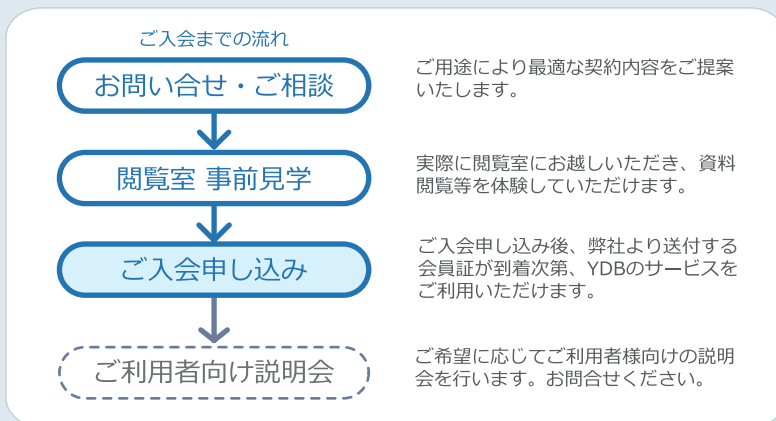 ご入会までの流れ
お問い合せ・ご相談
ご用途により最適な契約内容をご提案
いたします。
閲覧室 事前見学
実際に閲覧室にお越しいただき、資料
閲覧等を体験していただけます。
ご入会申し込み
ご入会申し込み後、弊社より送付する
会員証が到着次第、YDBのサービスを
ご利用いただけます。
ご利用者向け説明会
ご希望に応じてご利用者様向けの説明
会を行います。お問合せください。